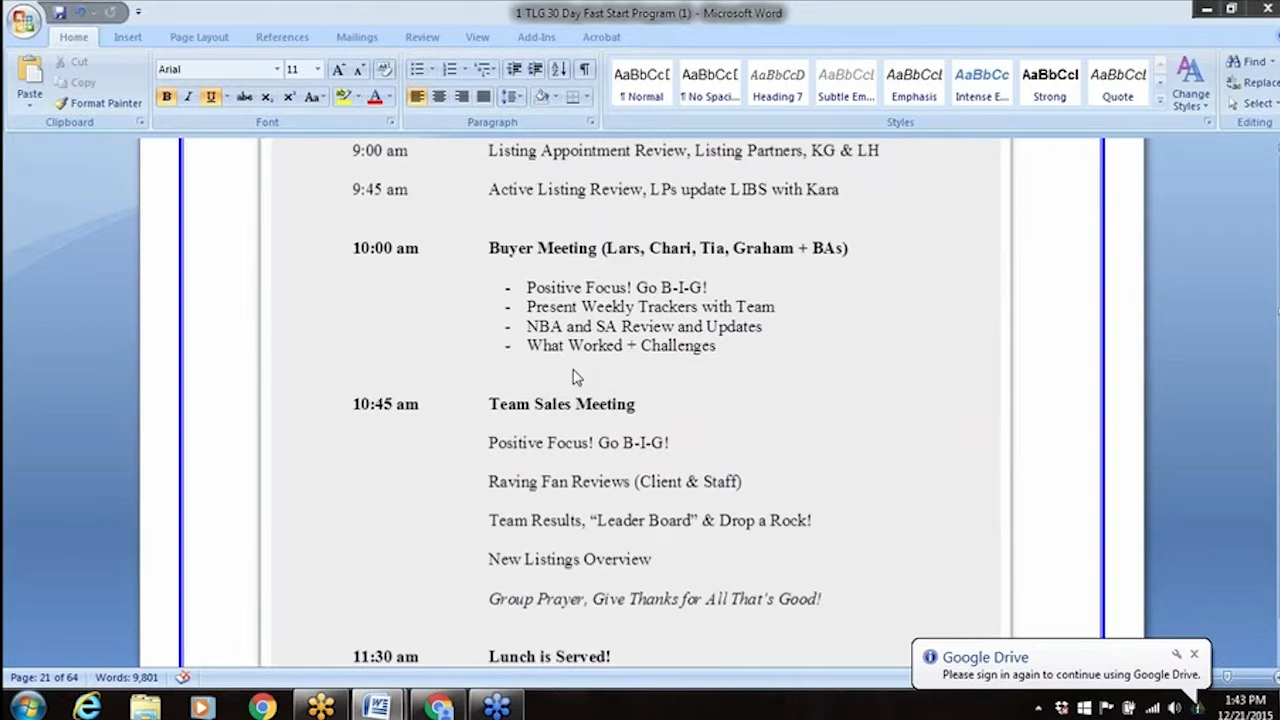 1 TLG 30 Day Fast Start Program (1) - Microsoft Word
Home Insert Page Layout References Mailings Review View Add-Ins Acrobat
Paste
Cut
Copy
Format Painter
Clipboard
Arial 11
B I U abc x₂ x² Aa
Font
Paragraph
AaBbCcI AaBbCcI AaBbCcD AaBbCcI AaBbCcI AaBbCc AaBbCcI AaBbCcI
¶ Normal ¶ No Spaci... Heading 7 Subtle Em... Emphasis Intense E... Strong Quote
Styles
Change
Styles
Find
Replace
Select
Editing
9:00 am Listing Appointment Review, Listing Partners, KG & LH
9:45 am Active Listing Review, LPs update LIBS with Kara
10:00 am Buyer Meeting (Lars, Chari, Tia, Graham + BAs)
- Positive Focus! Go B-I-G!
- Present Weekly Trackers with Team
- NBA and SA Review and Updates
- What Worked + Challenges
10:45 am Team Sales Meeting
Positive Focus! Go B-I-G!
Raving Fan Reviews (Client & Staff)
Team Results, “Leader Board” & Drop a Rock!
New Listings Overview
Group Prayer, Give Thanks for All That’s Good!
11:30 am Lunch is Served!
Google Drive
Please sign in again to continue using Google Drive.
Page: 21 of 64 Words: 9,801
1:43 PM
12/21/2015